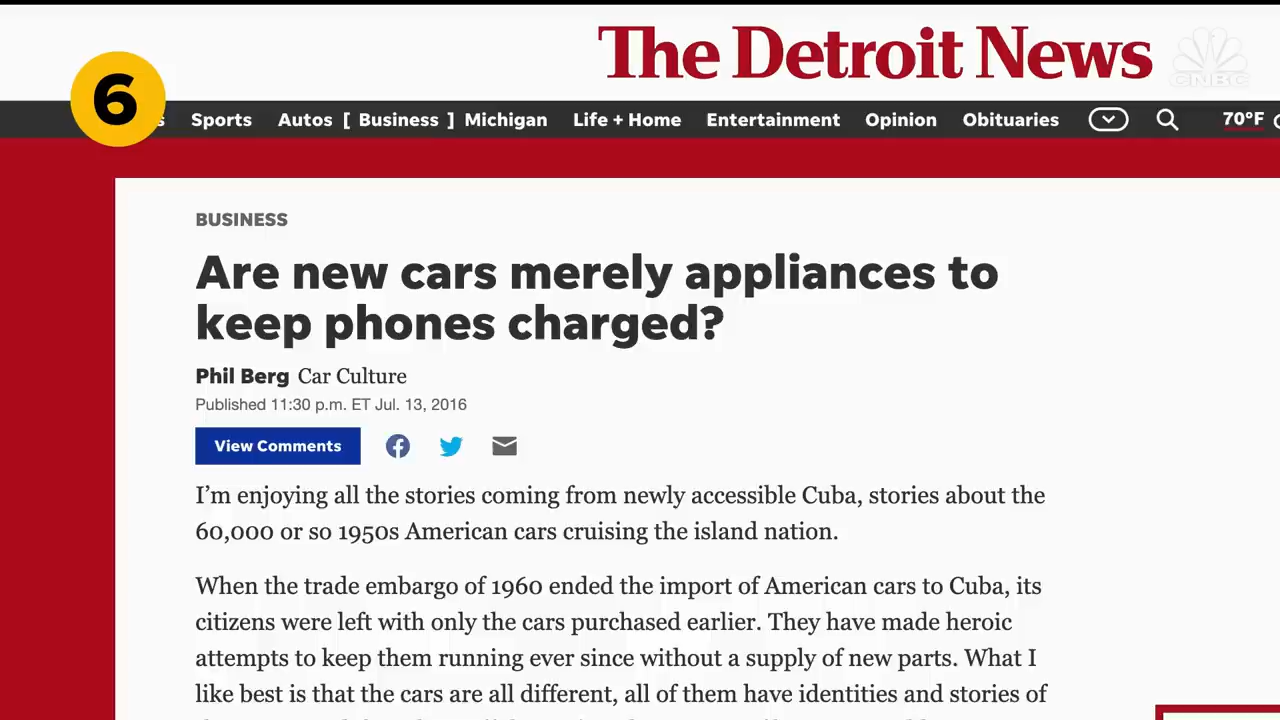 The Detroit News
CNBC
6
s Sports Autos [ Business ] Michigan Life + Home Entertainment Opinion Obituaries 70°F
BUSINESS
Are new cars merely appliances to
keep phones charged?
Phil Berg Car Culture
Published 11:30 p.m. ET Jul. 13, 2016
View Comments
I’m enjoying all the stories coming from newly accessible Cuba, stories about the
60,000 or so 1950s American cars cruising the island nation.
When the trade embargo of 1960 ended the import of American cars to Cuba, its
citizens were left with only the cars purchased earlier. They have made heroic
attempts to keep them running ever since without a supply of new parts. What I
like best is that the cars are all different, all of them have identities and stories of